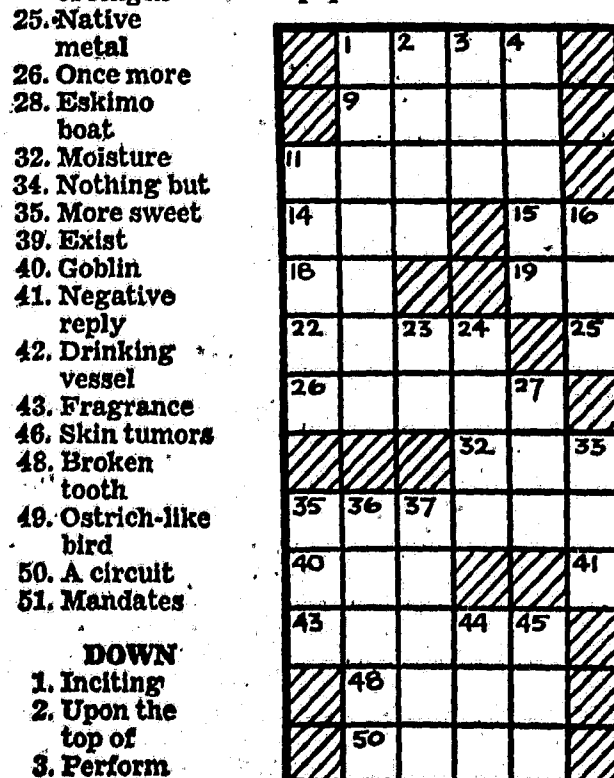 25. Native
metal
26. Once more
28. Eskimo
boat
32. Moisture
34. Nothing but
35. More sweet
39. Exist
40. Goblin
41. Negative
reply
42. Drinking
vessel
43. Fragrance
46. Skin tumors
48. Broken
tooth
49. Ostrich-like
bird
50. A circuit
51. Mandates
DOWN
1. Inciting
2. Upon the
top of
3. Perform
1 2 3 4
9
11
14 15 16
18 19
22 23 24 25
26 27
32 33
35 36 37
40 41
43 44 45
48
50